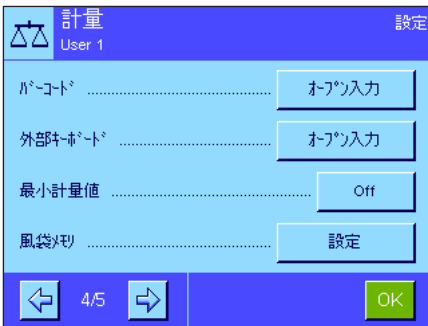 計量
設定
User 1
ﾊﾞｰｺｰﾄﾞ ........................................ ｵｰﾌﾟﾝ入力
外部ｷｰﾎﾞｰﾄﾞ ................................. ｵｰﾌﾟﾝ入力
最小計量値 ............................................ Off
風袋ﾒﾓﾘ ....................................... 設定
4/5
OK